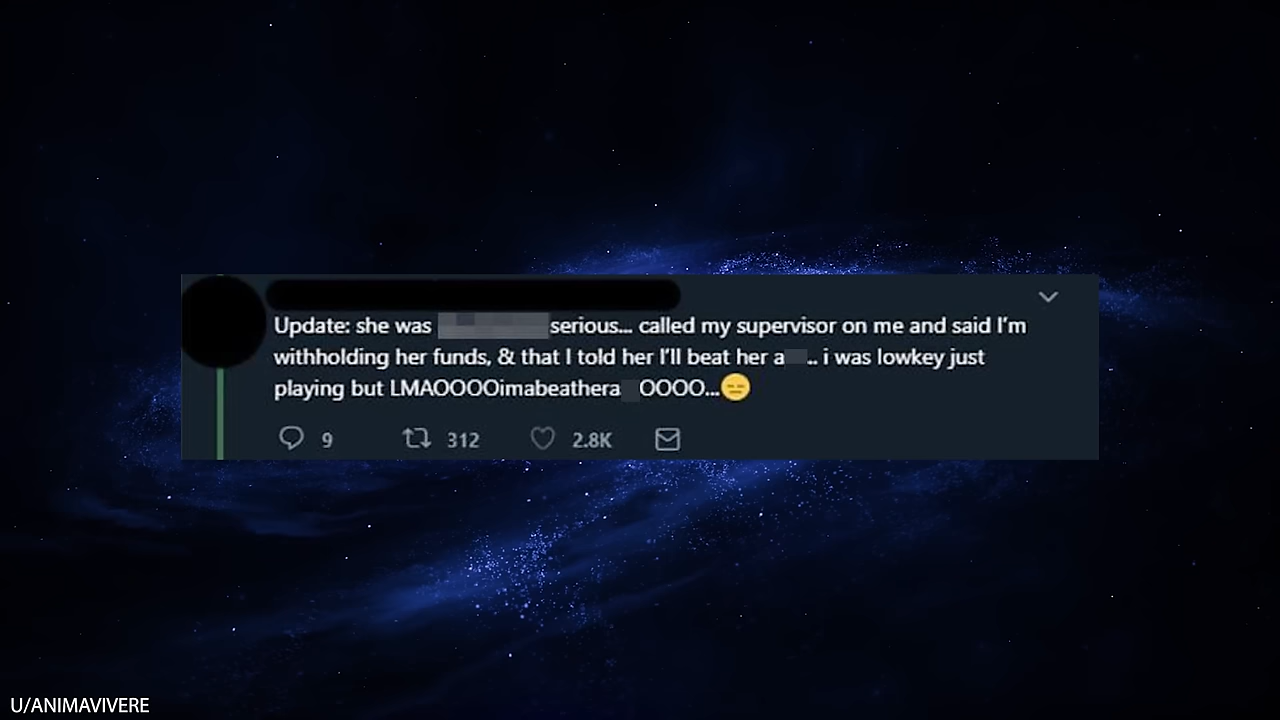 Update: she was serious... called my supervisor on me and said I'm
withholding her funds, & that I told her I'll beat her a .. i was lowkey just
playing but LMAOOOOimabeathera OOOO...😑
9 312 2.8K
U/ANIMAVIVERE